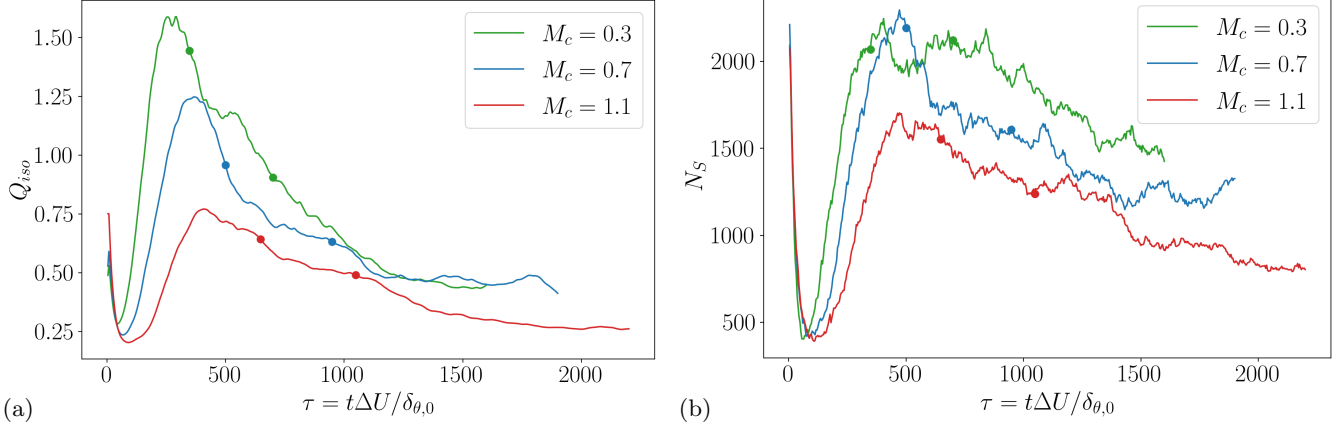 1.50
1.25
1.00
0.75
0.50
0.25
Q_{iso}
0
500
1000
1500
2000
τ = tΔU/δ_{θ,0}
M_c = 0.3
M_c = 0.7
M_c = 1.1
(a)
2000
1500
1000
500
N_S
0
500
1000
1500
2000
τ = tΔU/δ_{θ,0}
M_c = 0.3
M_c = 0.7
M_c = 1.1
(b)